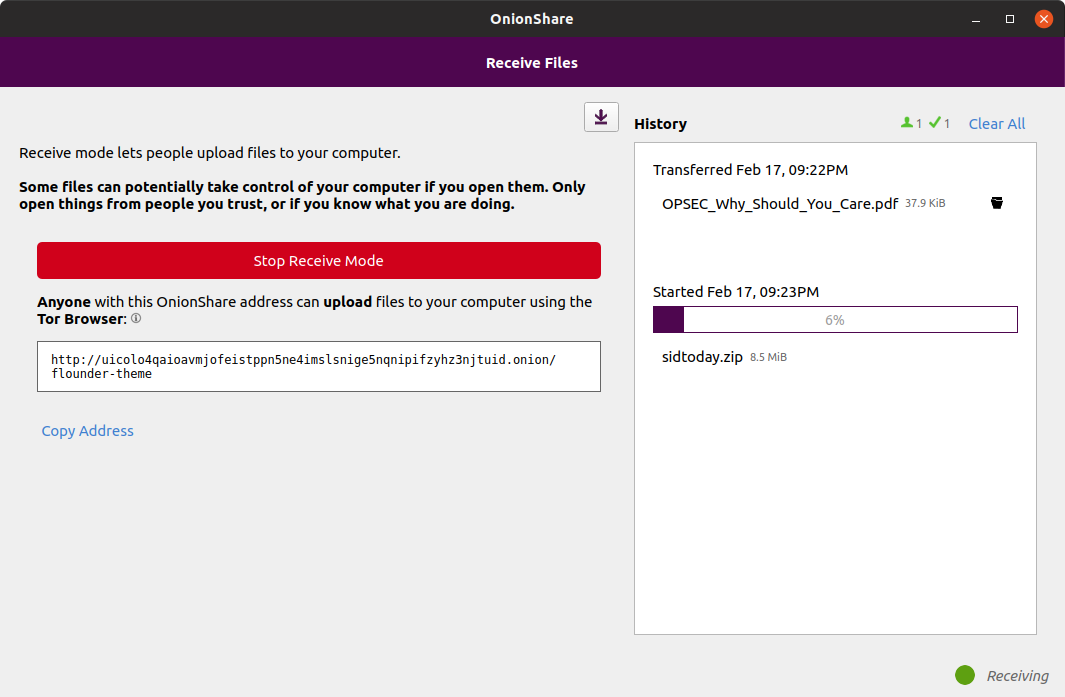 OnionShare
Receive Files
History
1 1 Clear All
Receive mode lets people upload files to your computer.
Some files can potentially take control of your computer if you open them. Only
open things from people you trust, or if you know what you are doing.
Stop Receive Mode
Anyone with this OnionShare address can upload files to your computer using the
Tor Browser:
http://uicolo4qaioavmjofeistppn5ne4imslsnige5nqnipifzyhz3njtuid.onion/
flounder-theme
Copy Address
Transferred Feb 17, 09:22PM
OPSEC_Why_Should_You_Care.pdf 37.9 KiB
Started Feb 17, 09:23PM
6%
sidtoday.zip 8.5 MiB
Receiving